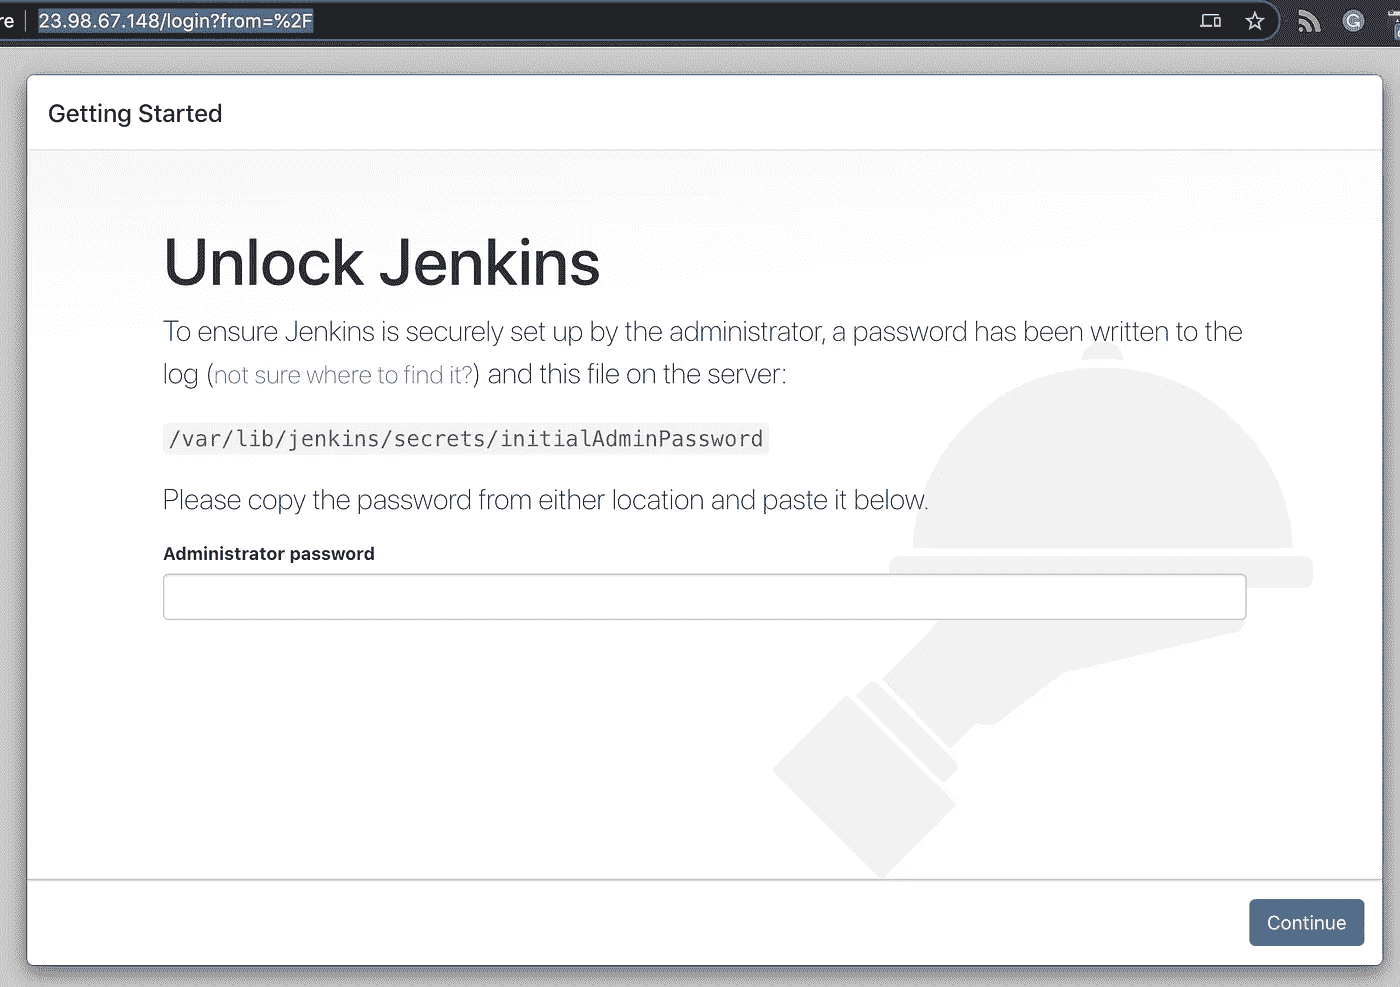 re 23.98.67.148/login?from=%2F
Getting Started
Unlock Jenkins
To ensure Jenkins is securely set up by the administrator, a password has been written to the
log (not sure where to find it?) and this file on the server:
/var/lib/jenkins/secrets/initialAdminPassword
Please copy the password from either location and paste it below.
Administrator password
Continue